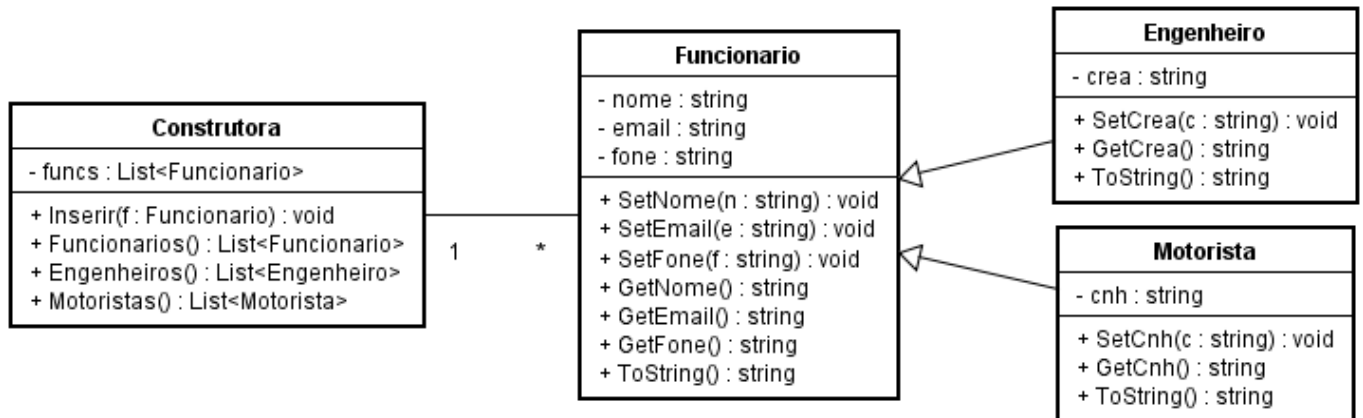 Construtora
- funcs : List<Funcionario>
+ Inserir(f : Funcionario) : void
+ Funcionarios() : List<Funcionario>
+ Engenheiros() : List<Engenheiro>
+ Motoristas() : List<Motorista>
1
*
Funcionario
- nome : string
- email : string
- fone : string
+ SetNome(n : string) : void
+ SetEmail(e : string) : void
+ SetFone(f : string) : void
+ GetNome() : string
+ GetEmail() : string
+ GetFone() : string
+ ToString() : string
Engenheiro
- crea : string
+ SetCrea(c : string) : void
+ GetCrea() : string
+ ToString() : string
Motorista
- cnh : string
+ SetCnh(c : string) : void
+ GetCnh() : string
+ ToString() : string